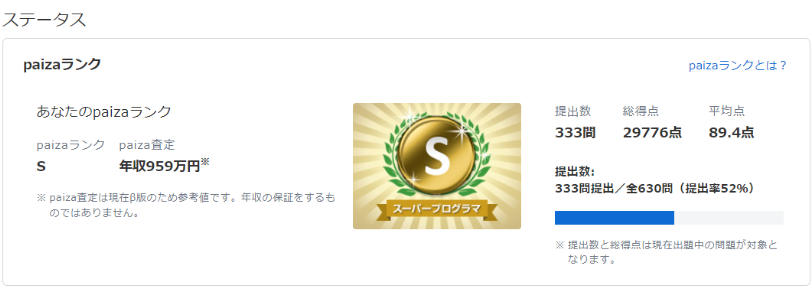 ステータス
paizaランク
paizaランクとは？
あなたのpaizaランク
paizaランク
paiza査定
S
年収959万円※
※ paiza査定は現在β版のため参考値です。年収の保証をするも
のではありません。
S
スーパープログラマ
提出数
総得点
平均点
333問
29776点
89.4点
提出数:
333問提出／全630問（提出率52%）
※ 提出数と総得点は現在出題中の問題が対象と
なります。